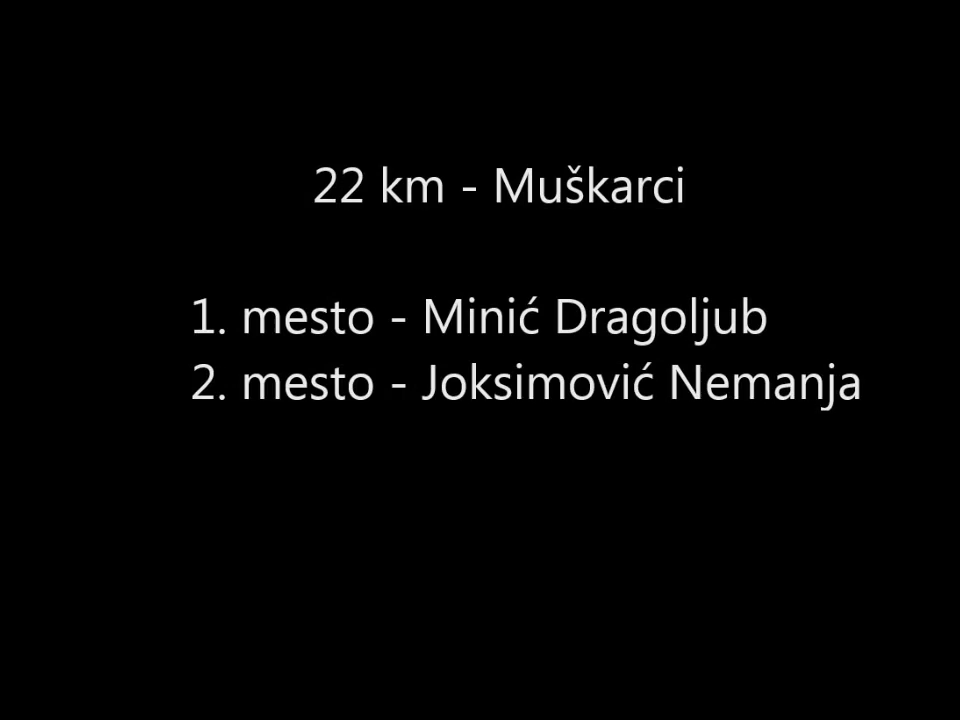 22 km - Muškarci
1. mesto - Minić Dragoljub
2. mesto - Joksimović Nemanja